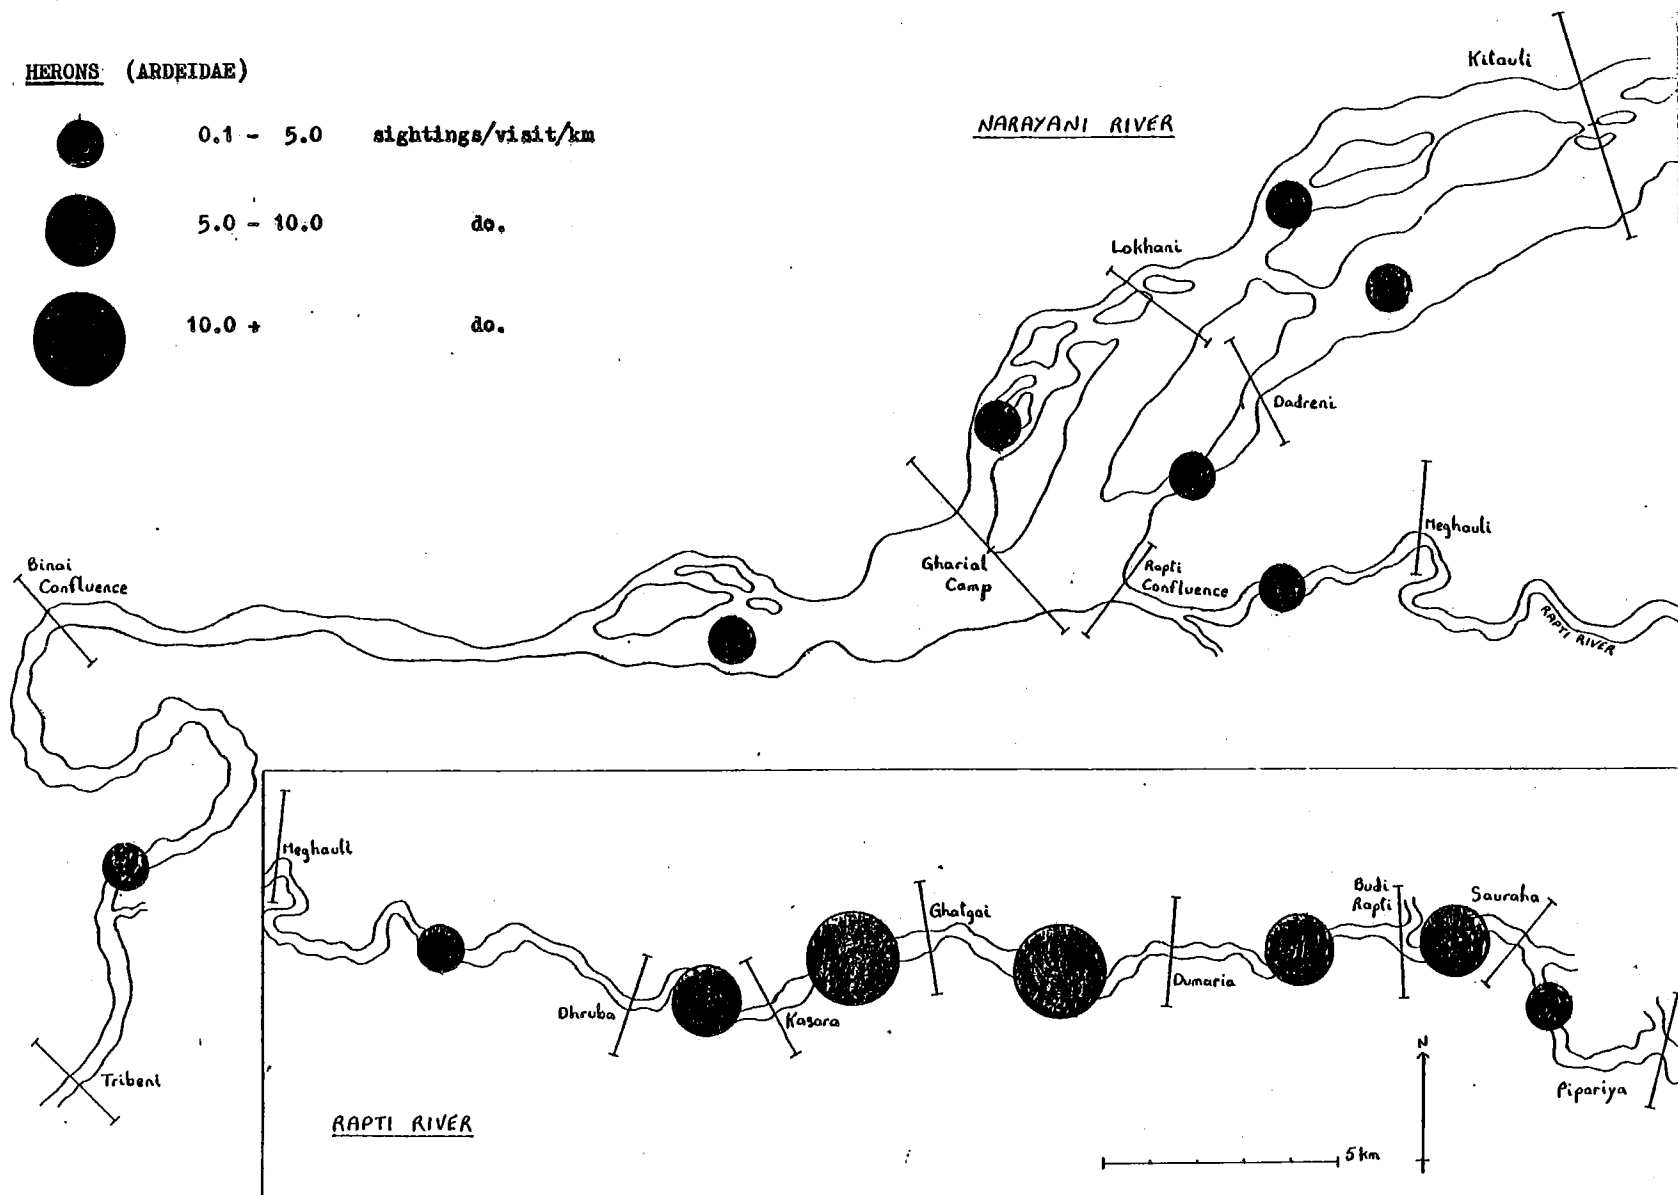 HERONS (ARDEIDAE)
0.1 - 5.0 sightings/visit/km
5.0 - 10.0 do.
10.0 + do.
NARAYANI RIVER
Kitauli
Lokhani
Dadreni
Meghauli
Gharial
Camp
Rapti
Confluence
RAPTI RIVER
Binai
Confluence
Tribeni
Meghauli
Dhruba
Kasara
Ghatgai
Dumaria
Budi
Rapti
Sauraha
Pipariya
RAPTI RIVER
N
5 km